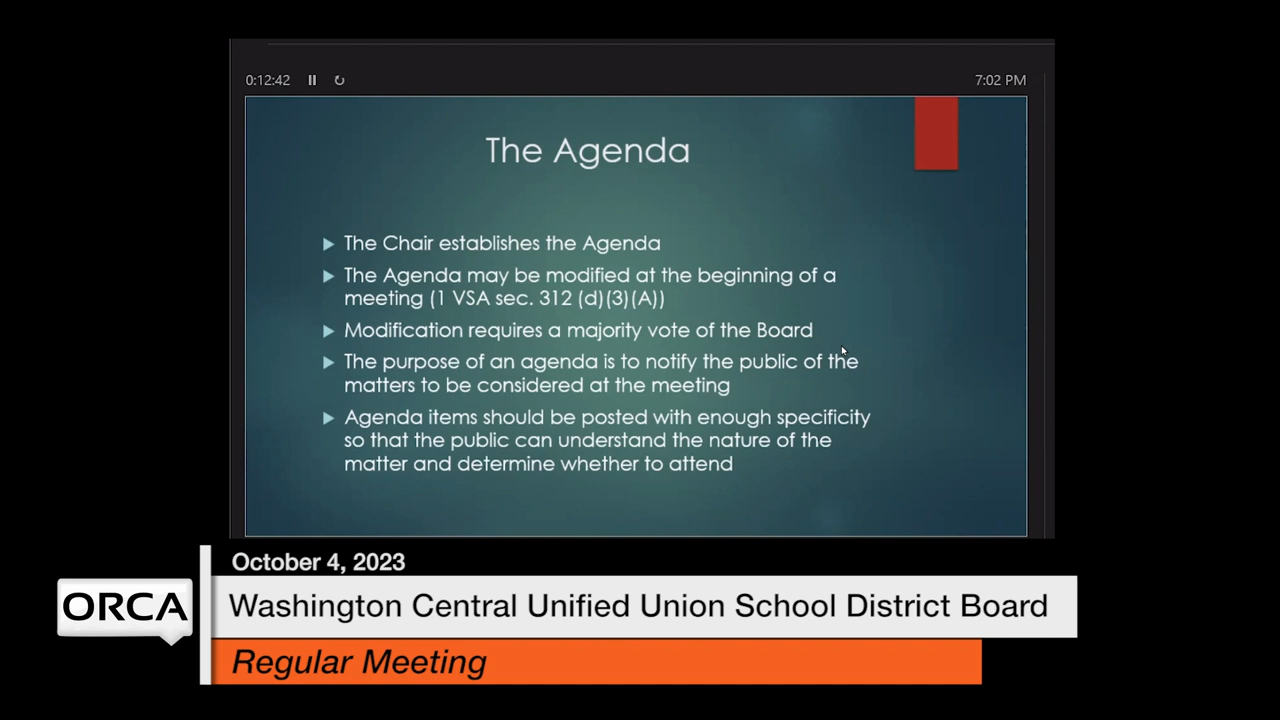 0:12:42
7:02 PM
The Agenda
The Chair establishes the Agenda
The Agenda may be modified at the beginning of a
meeting (1 VSA sec. 312 (d)(3)(A))
Modification requires a majority vote of the Board
The purpose of an agenda is to notify the public of the
matters to be considered at the meeting
Agenda items should be posted with enough specificity
so that the public can understand the nature of the
matter and determine whether to attend
October 4, 2023
ORCA
Washington Central Unified Union School District Board
Regular Meeting